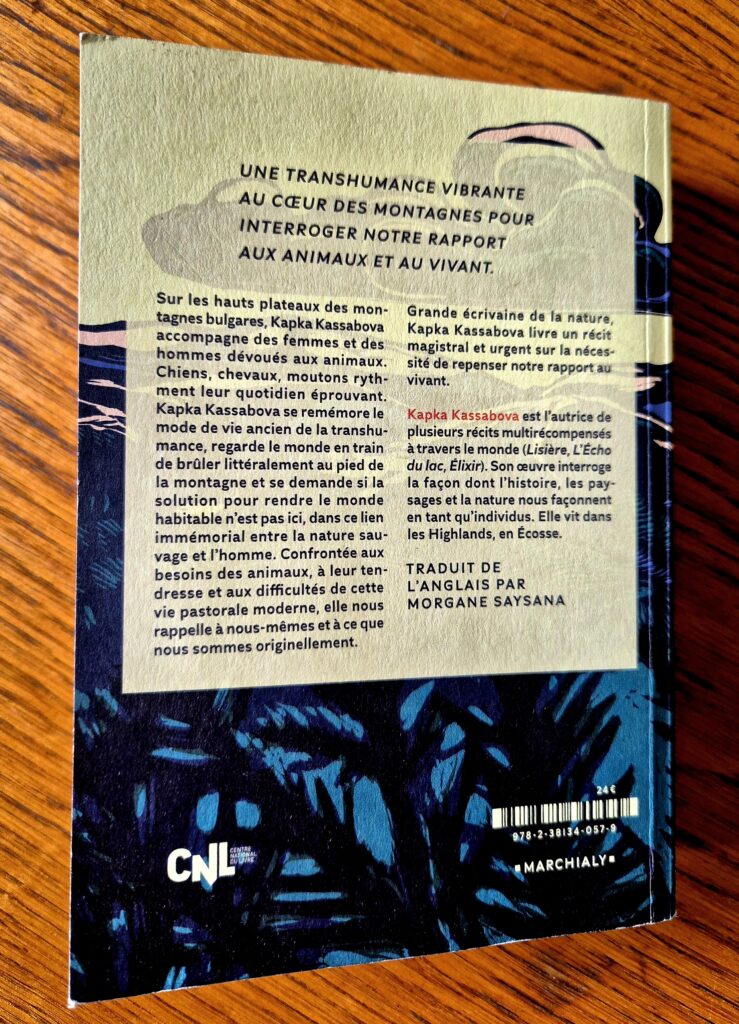 UNE TRANSHUMANCE VIBRANTE
AU CŒUR DES MONTAGNES POUR
INTERROGER NOTRE RAPPORT
AUX ANIMAUX ET AU VIVANT.
Sur les hauts plateaux des mon-
tagnes bulgares, Kapka Kassabova
accompagne des femmes et des
hommes dévoués aux animaux.
Chiens, chevaux, moutons ryth-
ment leur quotidien éprouvant.
Kapka Kassabova se remémore le
mode de vie ancien de la transhu-
mance, regarde le monde en train
de brûler littéralement au pied de
la montagne et se demande si la
solution pour rendre le monde
habitable n'est pas ici, dans ce lien
immémorial entre la nature sau-
vage et l'homme. Confrontée aux
besoins des animaux, à leur ten-
dresse et aux difficultés de cette
vie pastorale moderne, elle nous
rappelle à nous-mêmes et à ce que
nous sommes originellement.
Grande écrivaine de la nature,
Kapka Kassabova livre un récit
magistral et urgent sur la néces-
sité de repenser notre rapport au
vivant.
Kapka Kassabova est l'autrice de
plusieurs récits multirécompensés
à travers le monde (Lisière, L'Écho
du lac, Élixir). Son œuvre interroge
la façon dont l'histoire, les pay-
sages et la nature nous façonnent
en tant qu'individus. Elle vit dans
les Highlands, en Écosse.
TRADUIT DE
L'ANGLAIS PAR
MORGANE SAYSANA
24€
978-2-38134-057-9
MARCHIALY
CNL
CENTRE
NATIONAL
DU LIVRE